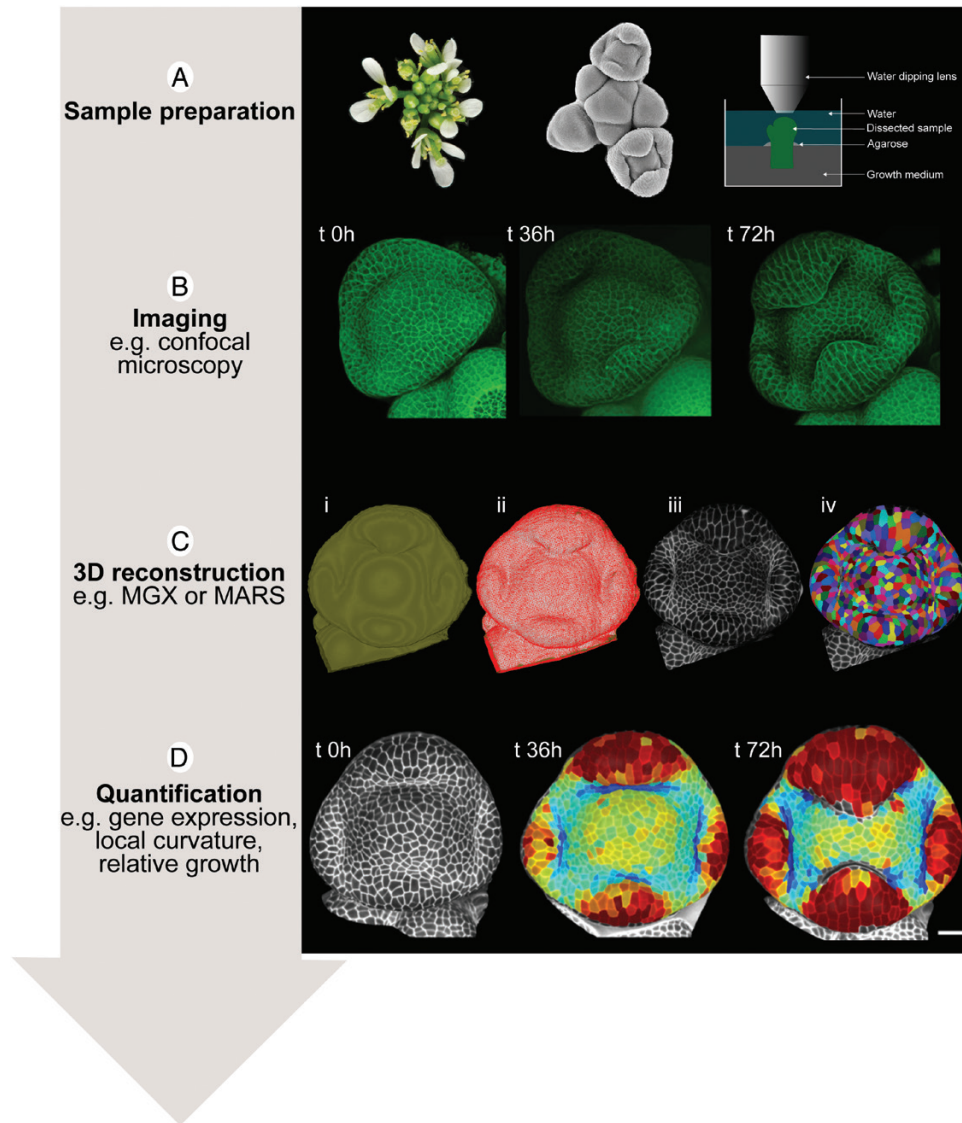 A
Sample preparation
Water dipping lens
Water
Dissected sample
Agarose
Growth medium
B
Imaging
e.g. confocal
microscopy
t 0h
t 36h
t 72h
C
3D reconstruction
e.g. MGX or MARS
i
ii
iii
iv
D
Quantification
e.g. gene expression,
local curvature,
relative growth
t 0h
t 36h
t 72h